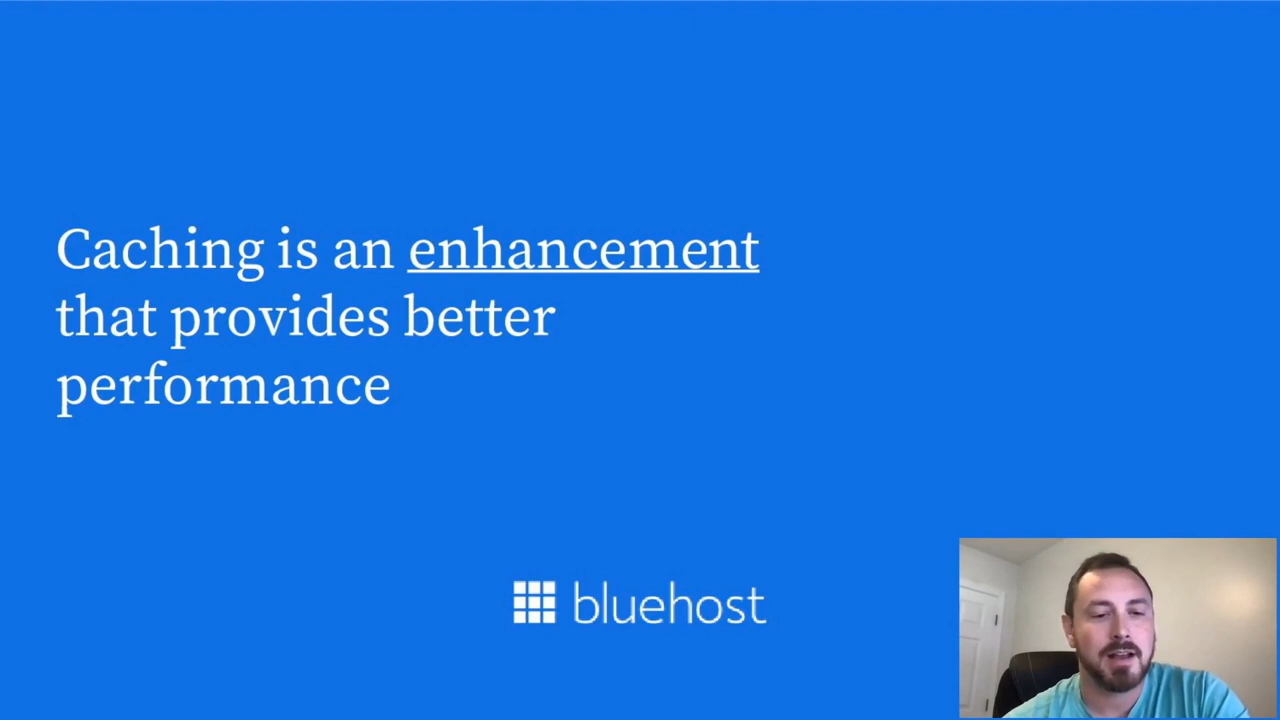 Caching is an enhancement
that provides better
performance
bluehost